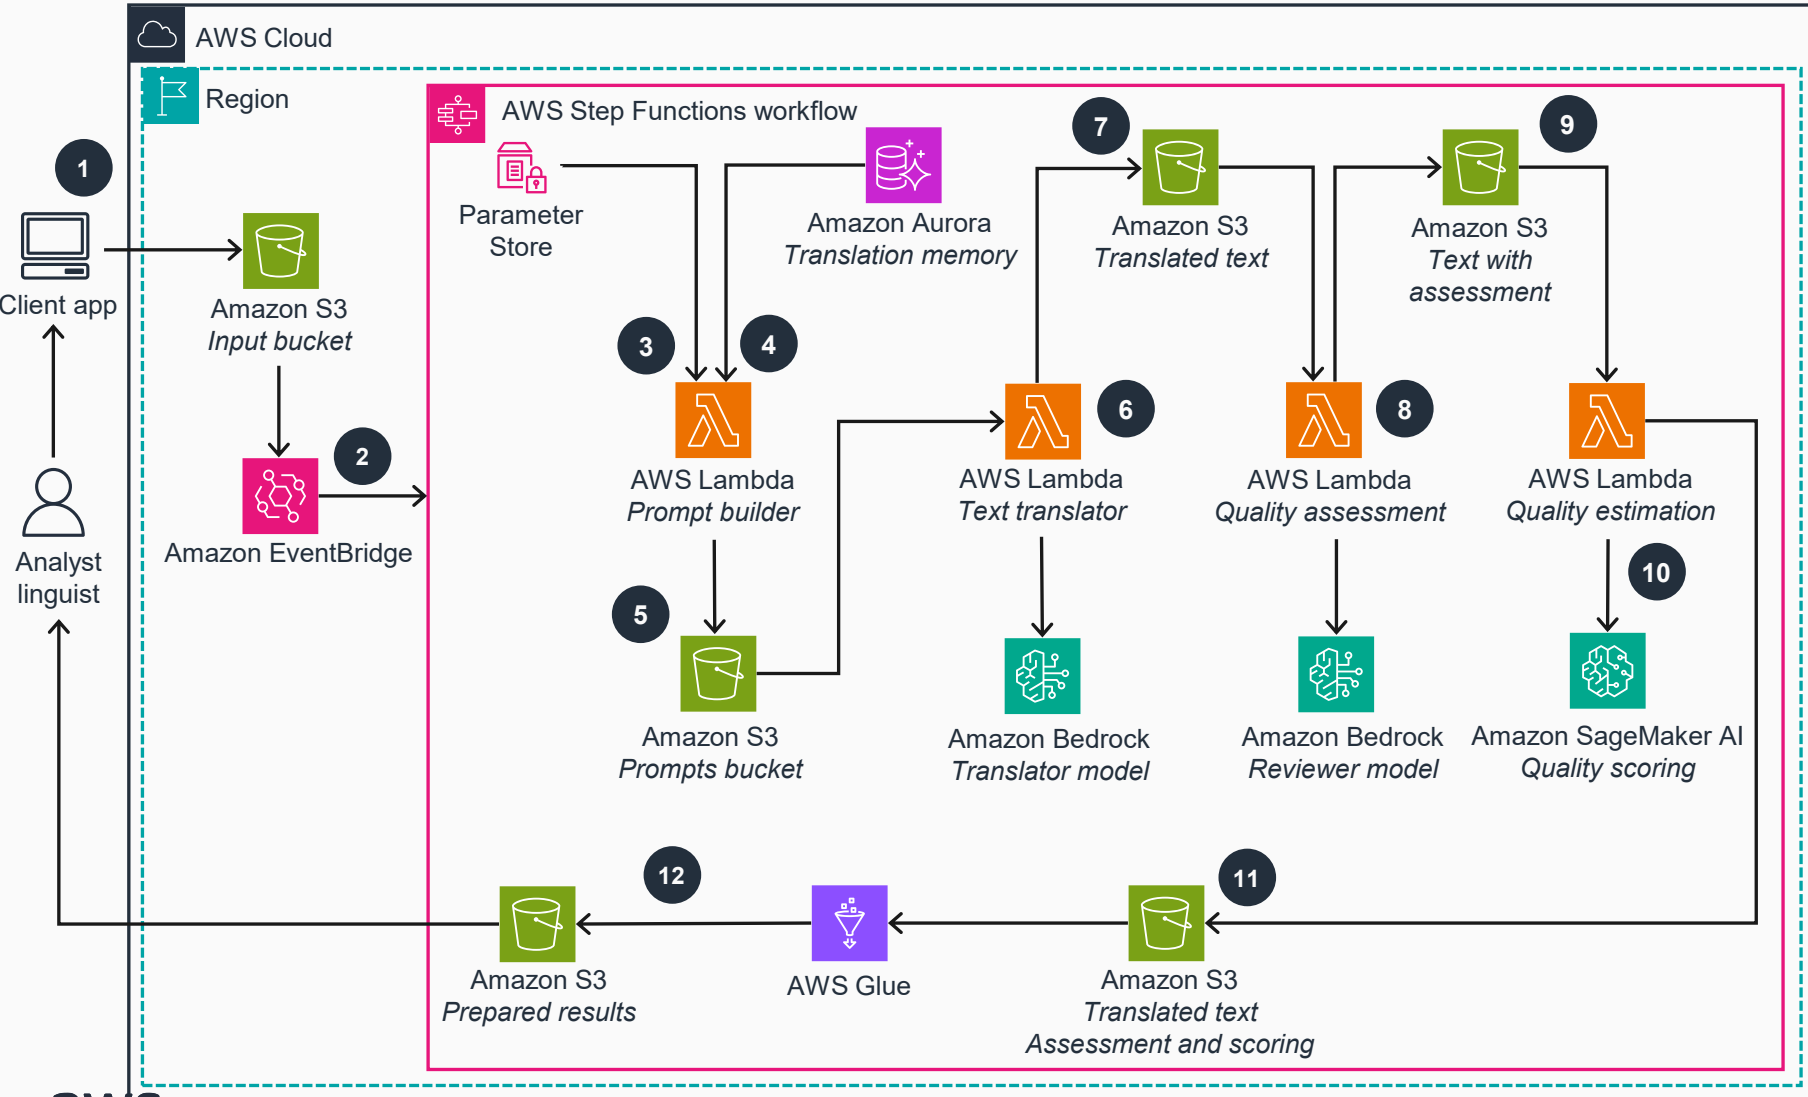 AWS Cloud
Region
AWS Step Functions workflow
1
Client app
Analyst
linguist
Amazon S3
Input bucket
2
Amazon EventBridge
Parameter
Store
Amazon Aurora
Translation memory
3
4
AWS Lambda
Prompt builder
5
Amazon S3
Prompts bucket
6
AWS Lambda
Text translator
Amazon Bedrock
Translator model
7
Amazon S3
Translated text
8
AWS Lambda
Quality assessment
Amazon Bedrock
Reviewer model
9
Amazon S3
Text with
assessment
AWS Lambda
Quality estimation
10
Amazon SageMaker AI
Quality scoring
11
Amazon S3
Translated text
Assessment and scoring
AWS Glue
12
Amazon S3
Prepared results